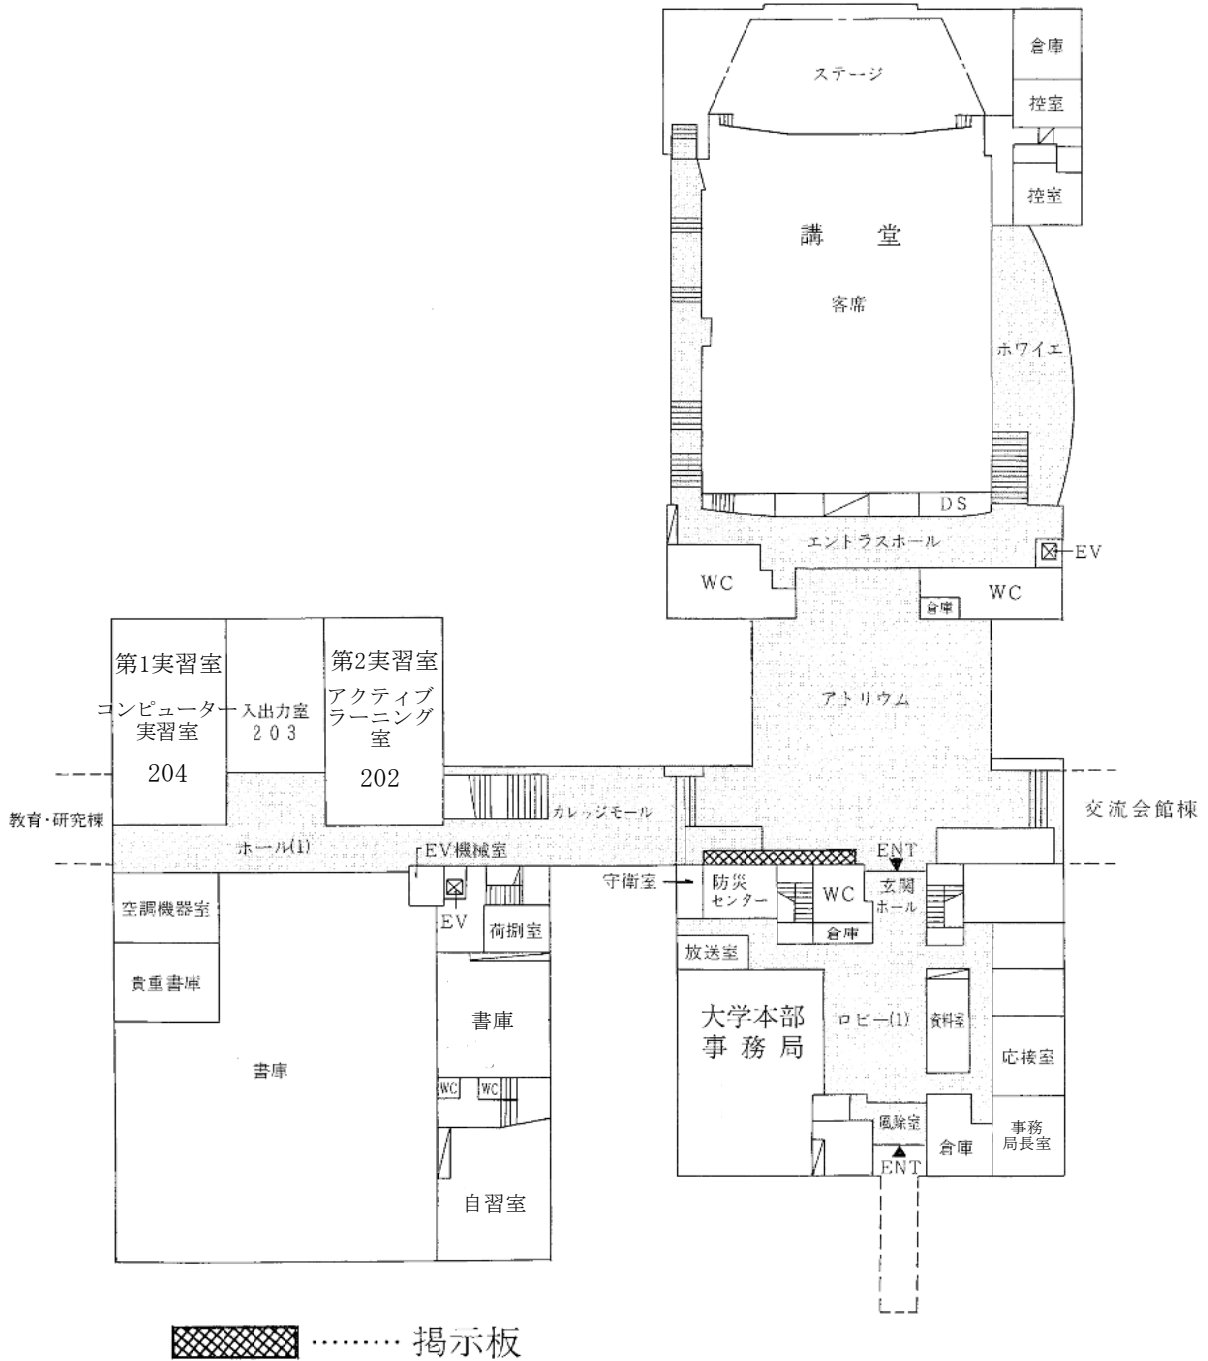 倉庫
ステージ
控室
控室
講堂
客席
ホワイエ
DS
エントラスホール
EV
WC
WC
倉庫
第1実習室
コンピューター
実習室
204
入出力室
203
第2実習室
アクティブ
ラーニング
室
202
アトリウム
教育・研究棟
カレッジモール
交流会館棟
ホール(1)
EV機械室
ENT
守衛室
防災
センター
WC
玄関
ホール
空調機器室
EV
荷捌室
倉庫
放送室
貴重書庫
書庫
大学本部
事務局
ロビー(1)
資料室
応接室
書庫
WC
WC
風除室
倉庫
事務
局長室
ENT
自習室
………掲示板